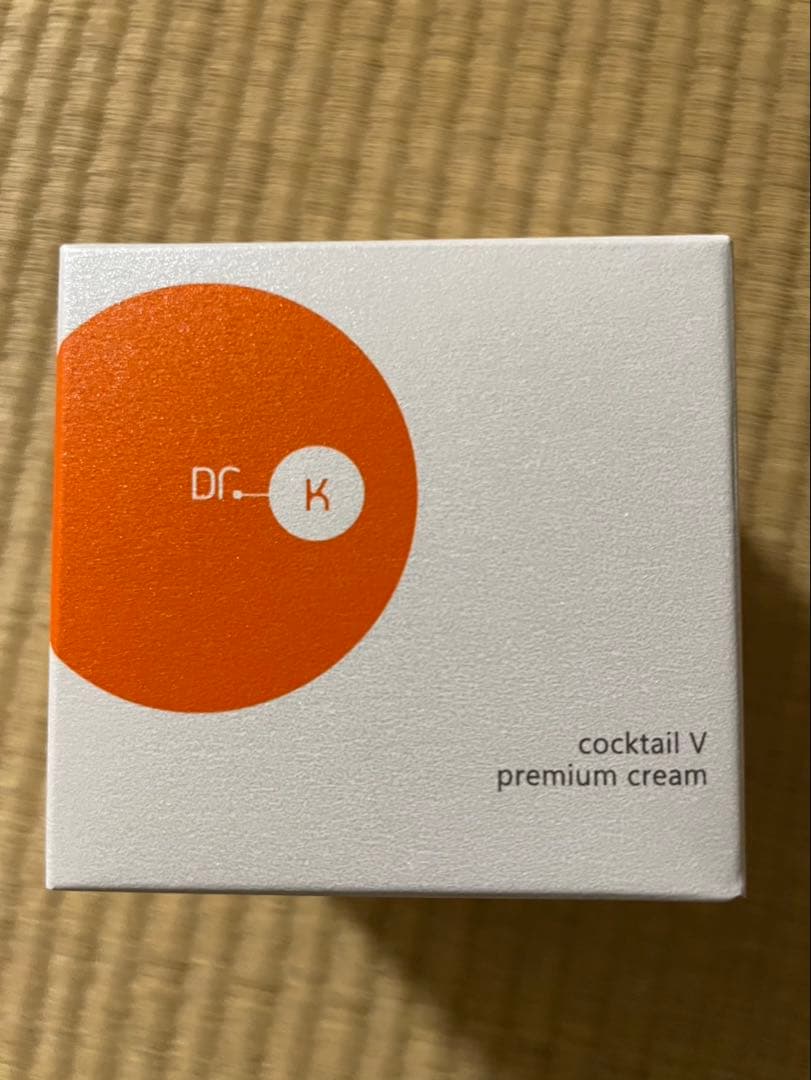 Dr. K
cocktail V
premium cream